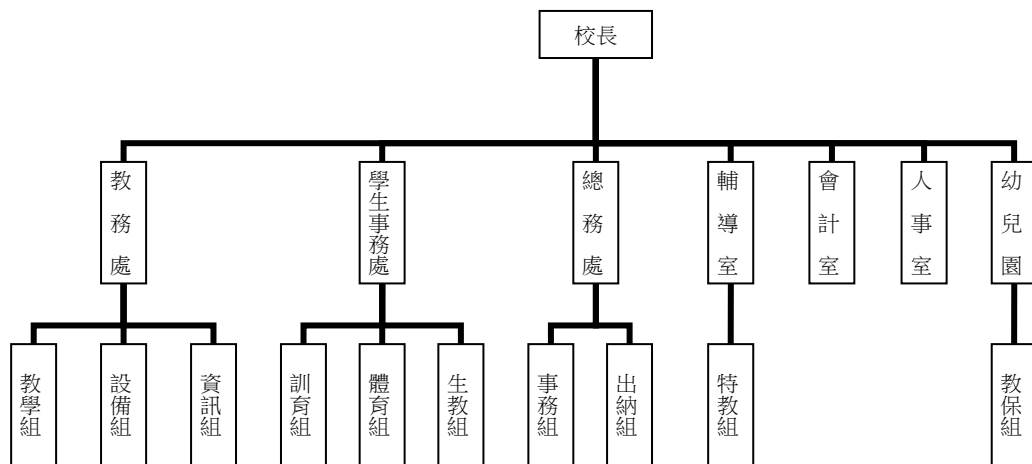 校長
教務處
學生事務處
總務處
輔導室
會計室
人事室
幼兒園
教學組
設備組
資訊組
訓育組
體育組
生教組
事務組
出納組
特教組
教保組